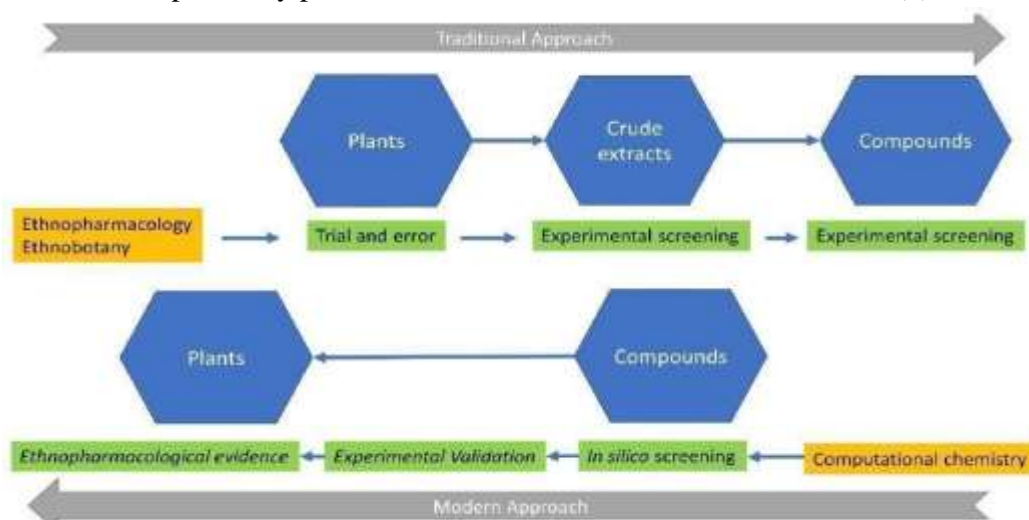 Traditional Approach
Plants
Crude
extracts
Compounds
Ethnopharmacology
Ethnobotany
Trial and error
Experimental screening
Experimental screening
Plants
Compounds
Ethnopharmacological evidence
Experimental Validation
In silico screening
Computational chemistry
Modern Approach